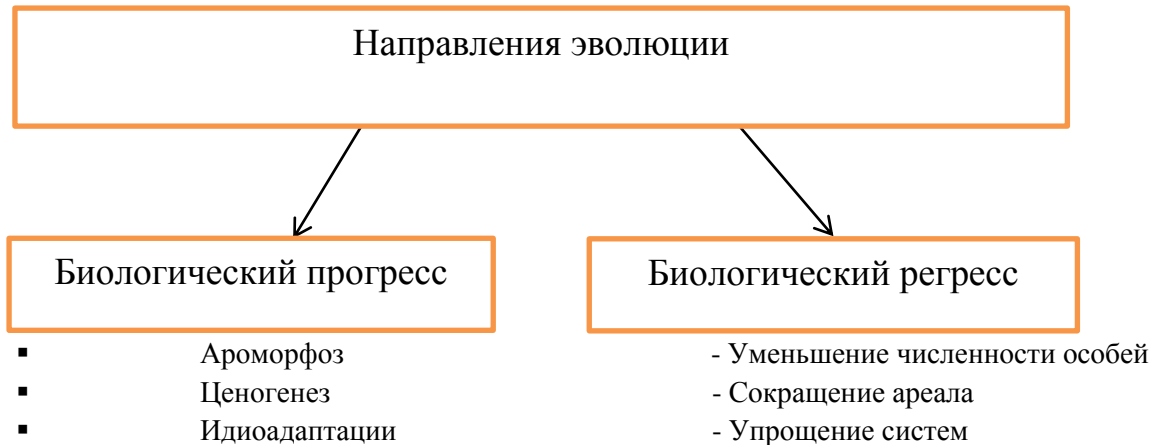 Направления эволюции
Биологический прогресс
Биологический регресс
▪ Ароморфоз
▪ Ценогенез
▪ Идиоадаптации
- Уменьшение численности особей
- Сокращение ареала
- Упрощение систем